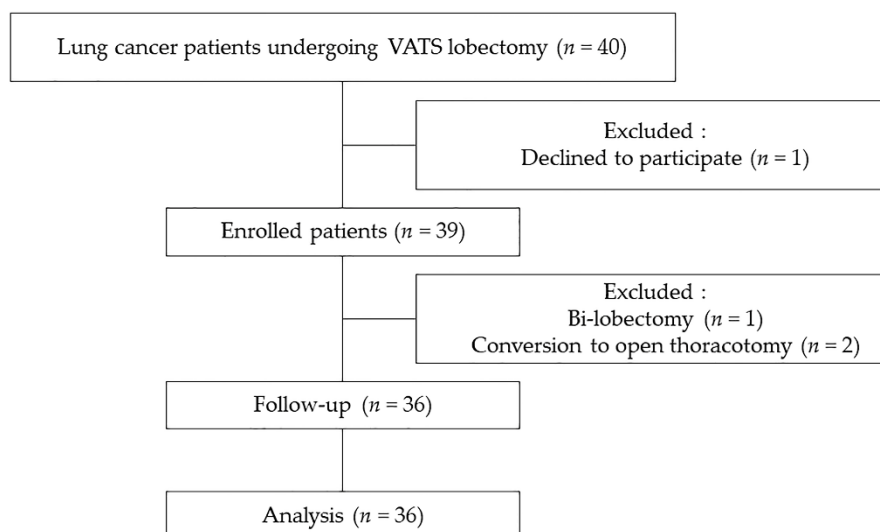 Lung cancer patients undergoing VATS lobectomy (n = 40)
Excluded :
Declined to participate (n = 1)
Enrolled patients (n = 39)
Excluded :
Bi-lobectomy (n = 1)
Conversion to open thoracotomy (n = 2)
Follow-up (n = 36)
Analysis (n = 36)